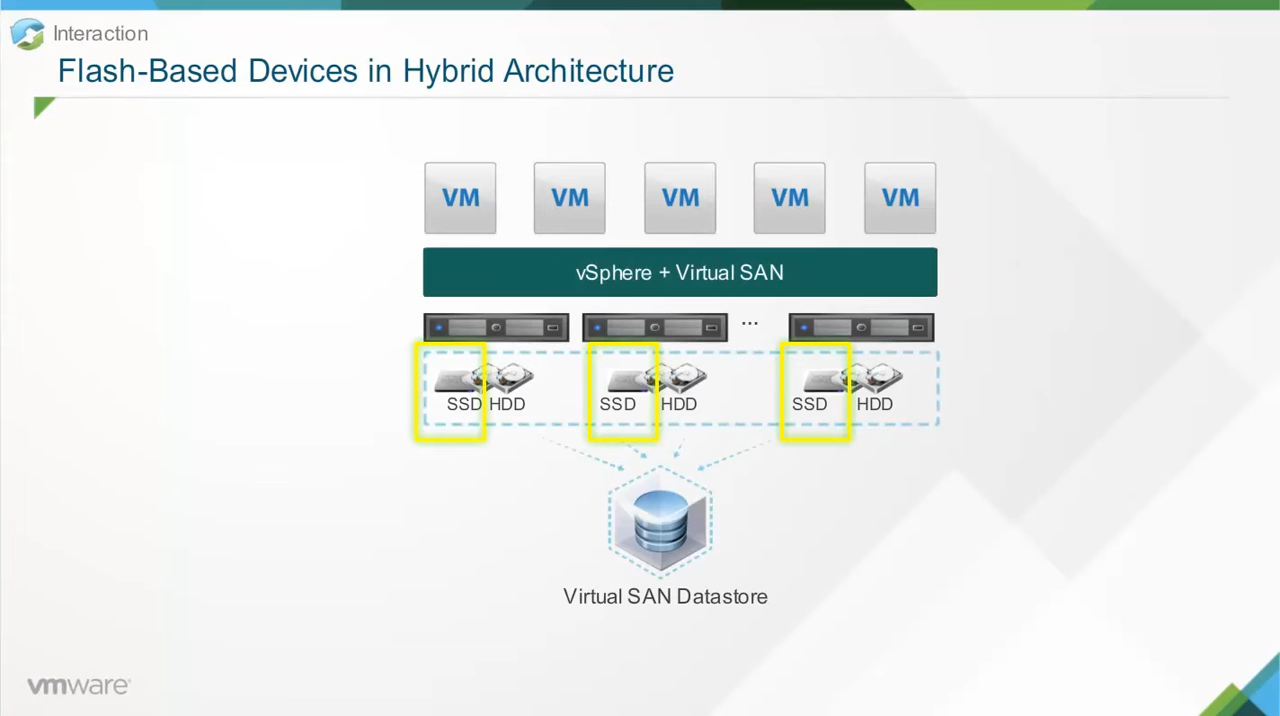 Interaction
Flash-Based Devices in Hybrid Architecture
VM VM VM VM VM
vSphere + Virtual SAN
...
SSD HDD SSD HDD SSD HDD
Virtual SAN Datastore
vmware®